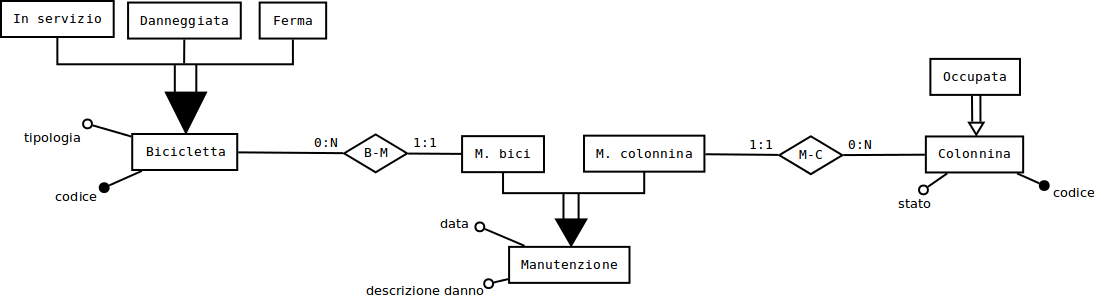 In servizio
Danneggiata
Ferma
Occupata
tipologia
Bicicletta
codice
0:N
B-M
1:1
M. bici
M. colonnina
1:1
M-C
0:N
Colonnina
stato
codice
data
Manutenzione
descrizione danno